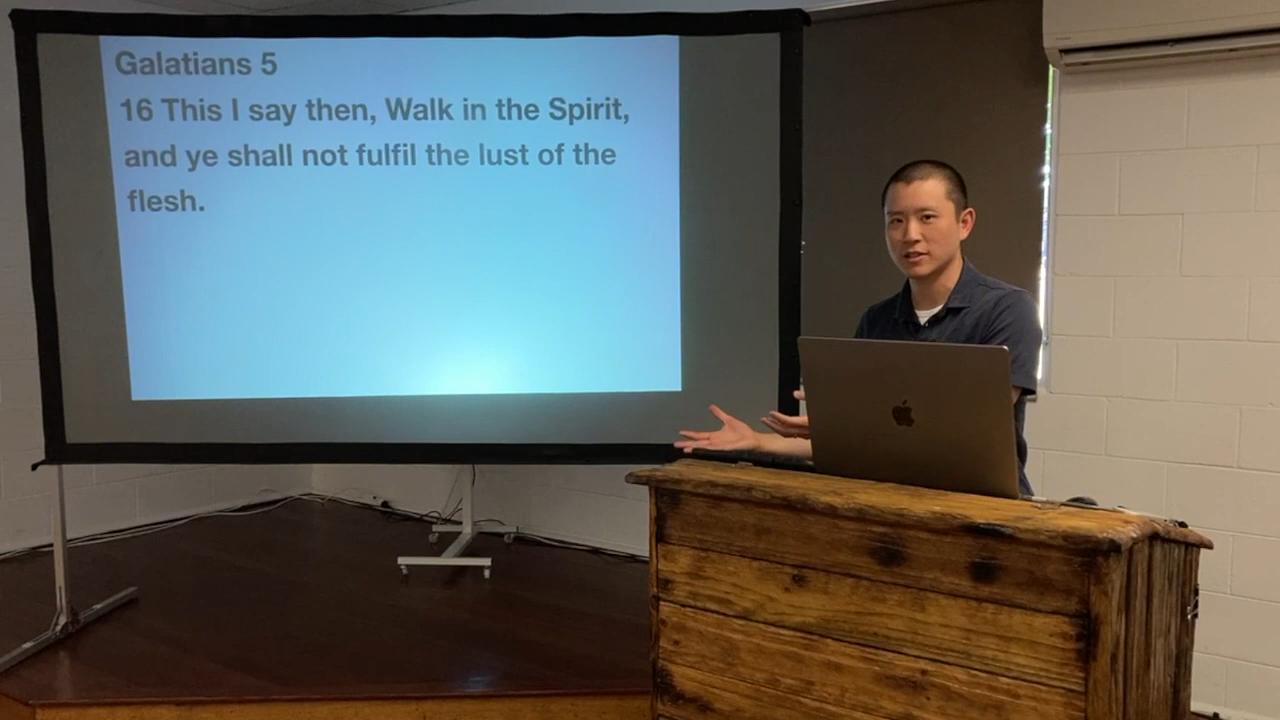 Galatians 5
16 This I say then, Walk in the Spirit,
and ye shall not fulfil the lust of the
flesh.